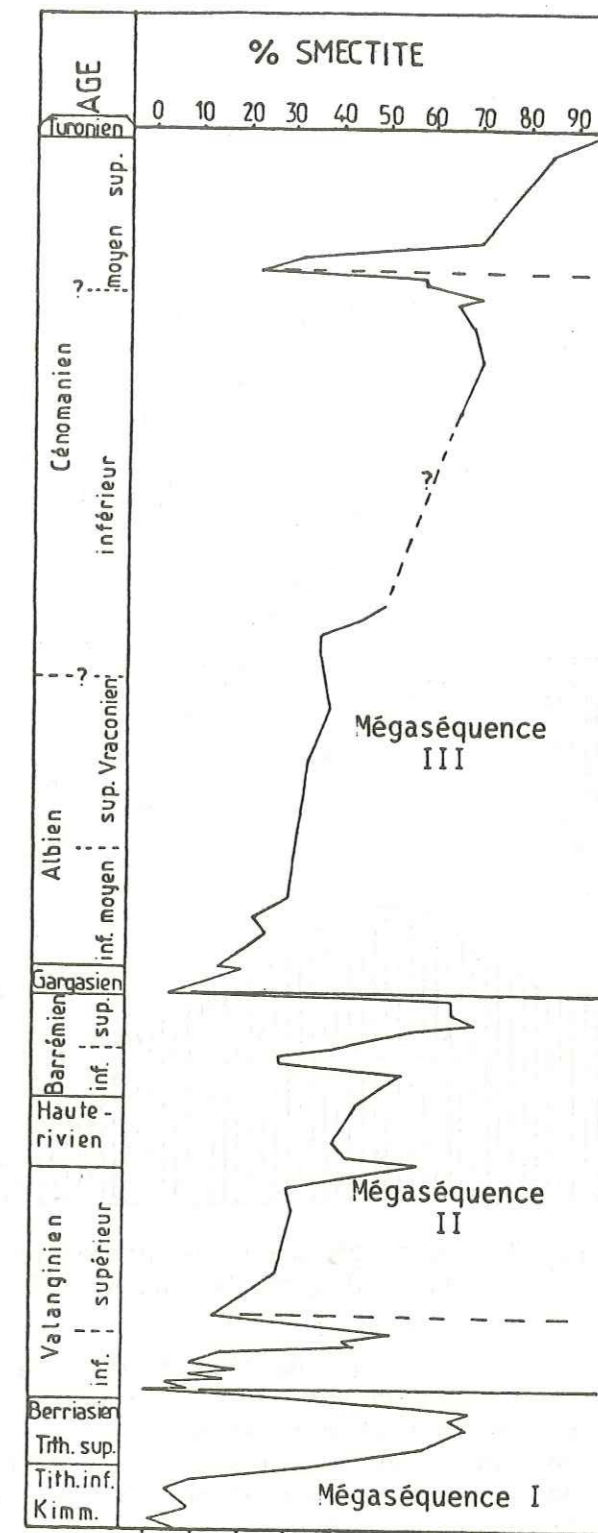 % SMECTITE
AGE
0 10 20 30 50 60 70 80 90
Turonien
sup.
moyen
?
Cénomanien
inférieur
?
?
Vraconien
Mégaséquence
III
sup.
Albien
moyen
inf.
Gargasien
Barrémien
sup.
inf.
Haute-
rivien
Mégaséquence
II
Valanginien
supérieur
inf.
Berriasien
Tith. sup.
Tith.inf.
Kimm.
Mégaséquence I